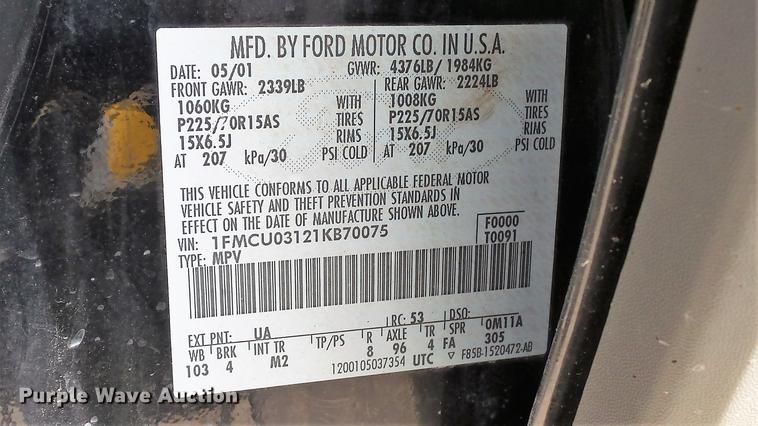 MFD. BY FORD MOTOR CO. IN U.S.A.
DATE: 05/01 GVWR: 4376LB/ 1984KG
FRONT GAWR: 2339LB REAR GAWR: 2224LB
1060KG WITH 1008KG WITH
P225/70R15AS TIRES P225/70R15AS TIRES
15X6.5J RIMS 15X6.5J RIMS
AT 207 kPa/30 PSI COLD AT 207 kPa/30 PSI COLD
THIS VEHICLE CONFORMS TO ALL APPLICABLE FEDERAL MOTOR
VEHICLE SAFETY AND THEFT PREVENTION STANDARDS IN
EFFECT ON THE DATE OF MANUFACTURE SHOWN ABOVE.
VIN: 1FMCU03121KB70075 F0000
TYPE: MPV T0091
EXT PNT: UA RC: 53 DSO:
WB BRK INT TR TP/PS R AXLE TR SPR 0M11A
103 4 M2 8 96 4 FA 305
1200105037354 UTC ▽ F85B-1520472-AB
Purple Wave Auction